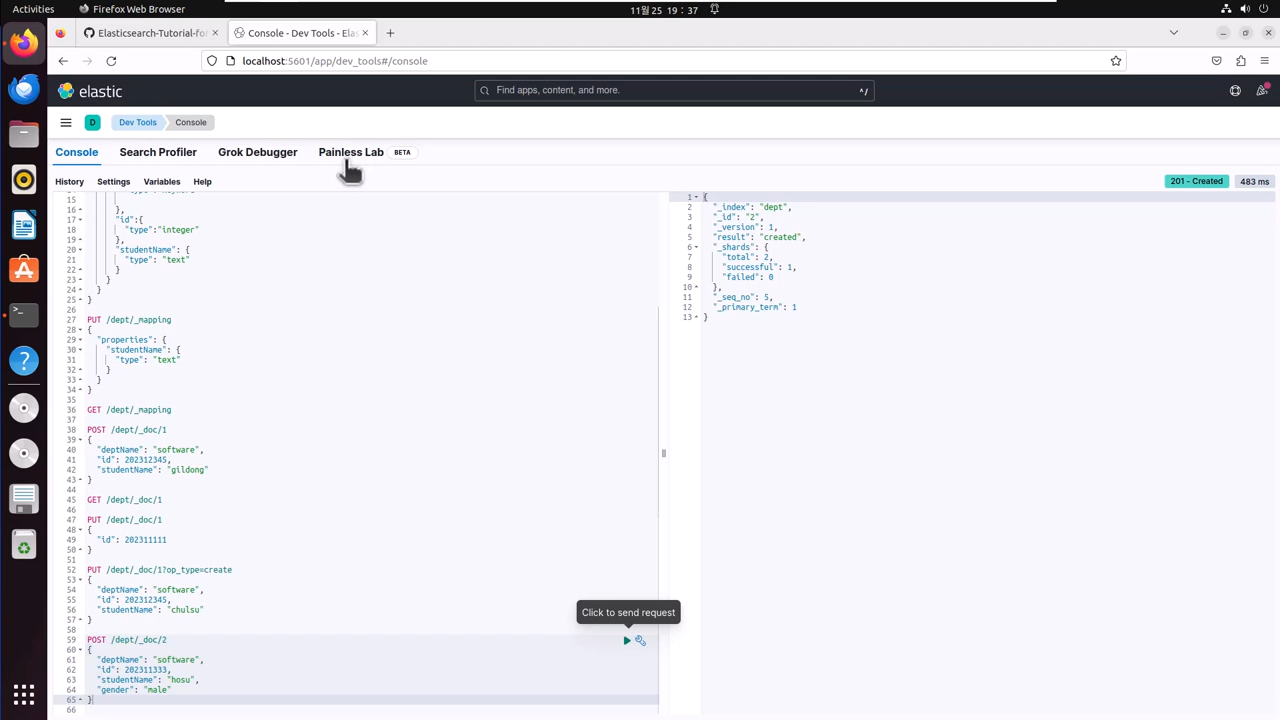 Activities
Firefox Web Browser
11월 25 19 : 37
Elasticsearch-Tutorial-for
Console - Dev Tools - Elas
localhost:5601/app/dev_tools#/console
elastic
Find apps, content, and more.
^/
D
Dev Tools
Console
Console
Search Profiler
Grok Debugger
Painless Lab
BETA
History
Settings
Variables
Help
201 - Created
483 ms
15
16 },
17 "id":{
18 "type":"integer"
19 },
20 "studentName": {
21 "type": "text"
22 }
23 }
24 }
25 }
26
27 PUT /dept/_mapping
28 {
29 "properties": {
30 "studentName": {
31 "type": "text"
32 }
33 }
34 }
35
36 GET /dept/_mapping
37
38 POST /dept/_doc/1
39 {
40 "deptName": "software",
41 "id": 202312345,
42 "studentName": "gildong"
43 }
44
45 GET /dept/_doc/1
46
47 PUT /dept/_doc/1
48 {
49 "id": 202311111
50 }
51
52 PUT /dept/_doc/1?op_type=create
53 {
54 "deptName": "software",
55 "id": 202312345,
56 "studentName": "chulsu"
57 }
58
59 POST /dept/_doc/2
60 {
61 "deptName": "software",
62 "id": 202311333,
63 "studentName": "hosu",
64 "gender": "male"
65 }
66
Click to send request
1 {
2 "_index": "dept",
3 "_id": "2",
4 "_version": 1,
5 "result": "created",
6 "_shards": {
7 "total": 2,
8 "successful": 1,
9 "failed": 0
10 },
11 "_seq_no": 5,
12 "_primary_term": 1
13 }